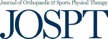 Journal of Orthopaedic & Sports Physical Therapy
JOSPT